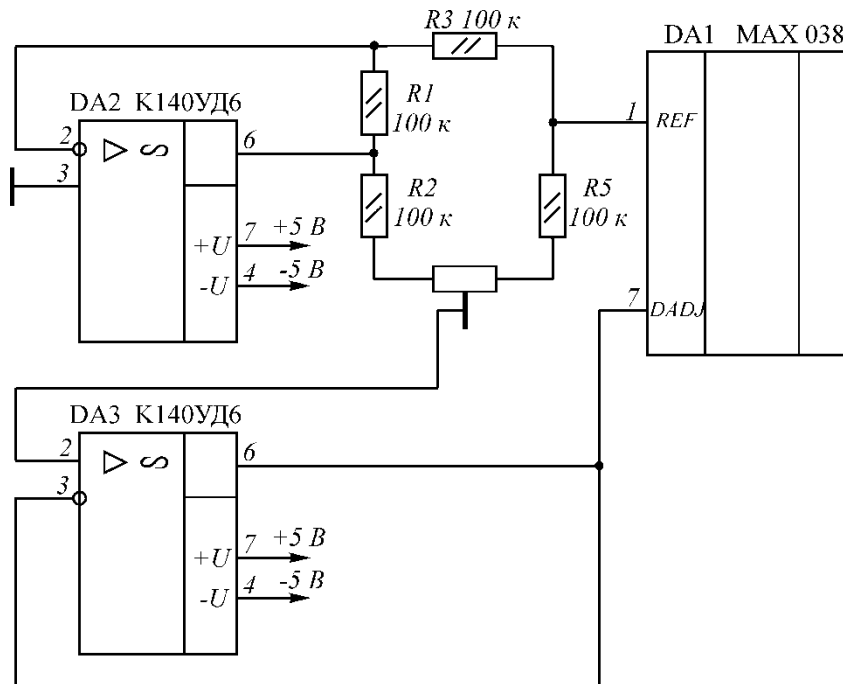 R3 100 к
DA1 MAX 038
DA2 К140УД6
R1
100 к
1
REF
2
6
3
R2
100 к
R5
100 к
+U
7
+5 В
-U
4
-5 В
7
DADJ
DA3 К140УД6
2
6
3
+U
7
+5 В
-U
4
-5 В